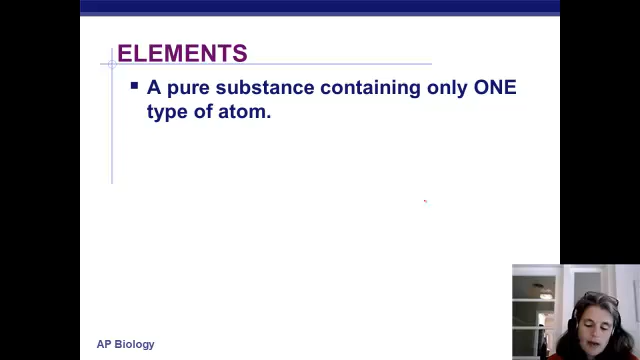 ELEMENTS
A pure substance containing only ONE
type of atom.
AP Biology